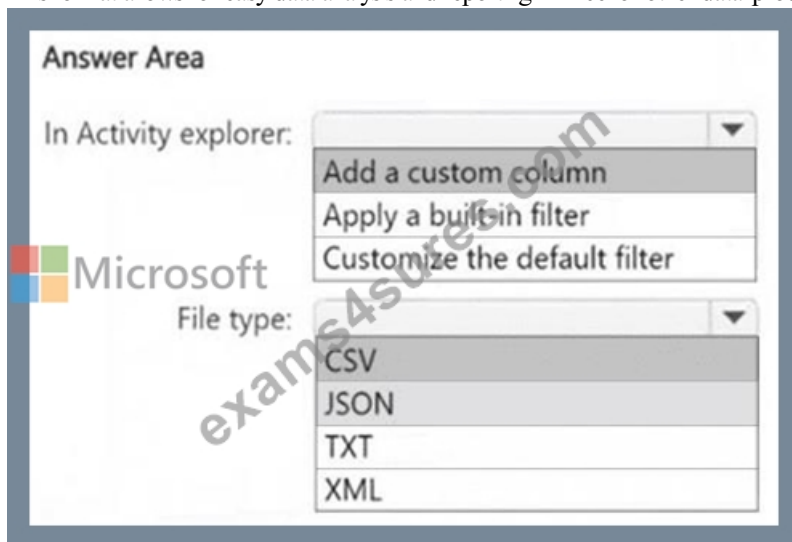 Answer Area
In Activity explorer:
Add a custom column
Apply a built-in filter
Customize the default filter
Microsoft
File type:
CSV
JSON
TXT
XML
exams4sures.com